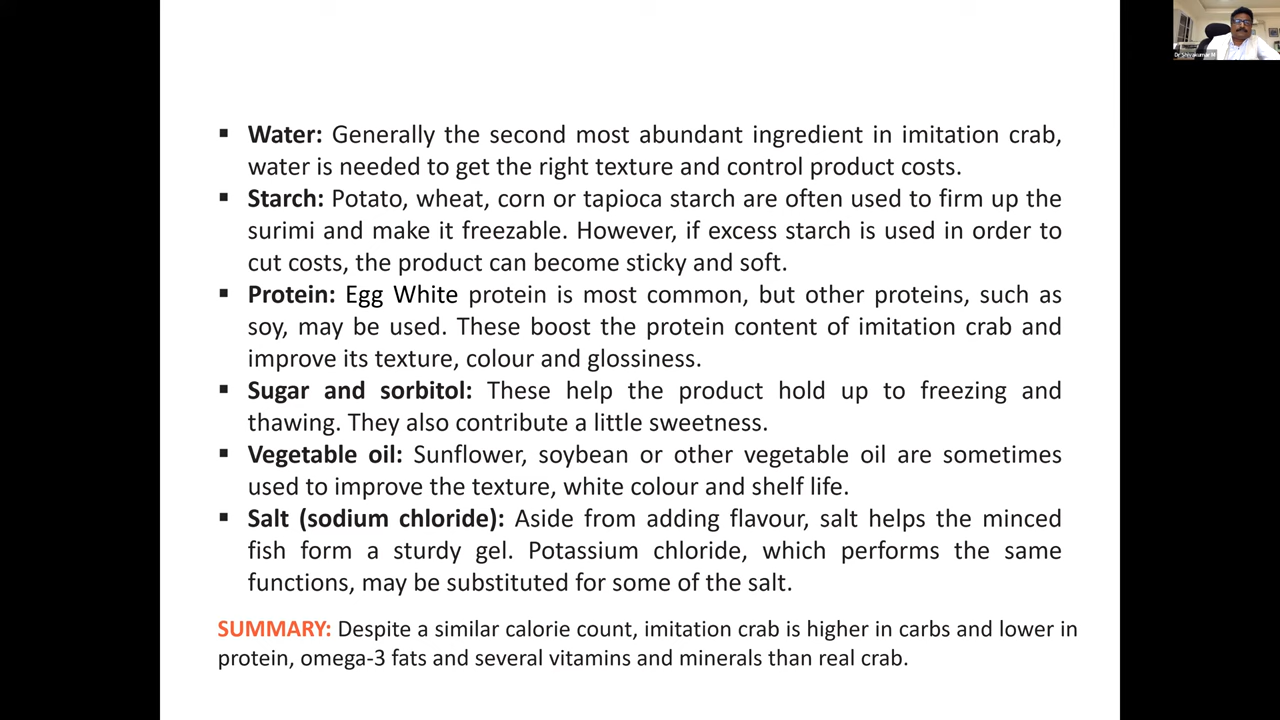 ▪ Water: Generally the second most abundant ingredient in imitation crab,
water is needed to get the right texture and control product costs.
▪ Starch: Potato, wheat, corn or tapioca starch are often used to firm up the
surimi and make it freezable. However, if excess starch is used in order to
cut costs, the product can become sticky and soft.
▪ Protein: Egg White protein is most common, but other proteins, such as
soy, may be used. These boost the protein content of imitation crab and
improve its texture, colour and glossiness.
▪ Sugar and sorbitol: These help the product hold up to freezing and
thawing. They also contribute a little sweetness.
▪ Vegetable oil: Sunflower, soybean or other vegetable oil are sometimes
used to improve the texture, white colour and shelf life.
▪ Salt (sodium chloride): Aside from adding flavour, salt helps the minced
fish form a sturdy gel. Potassium chloride, which performs the same
functions, may be substituted for some of the salt.
SUMMARY: Despite a similar calorie count, imitation crab is higher in carbs and lower in
protein, omega-3 fats and several vitamins and minerals than real crab.
Dr Shivakumar M